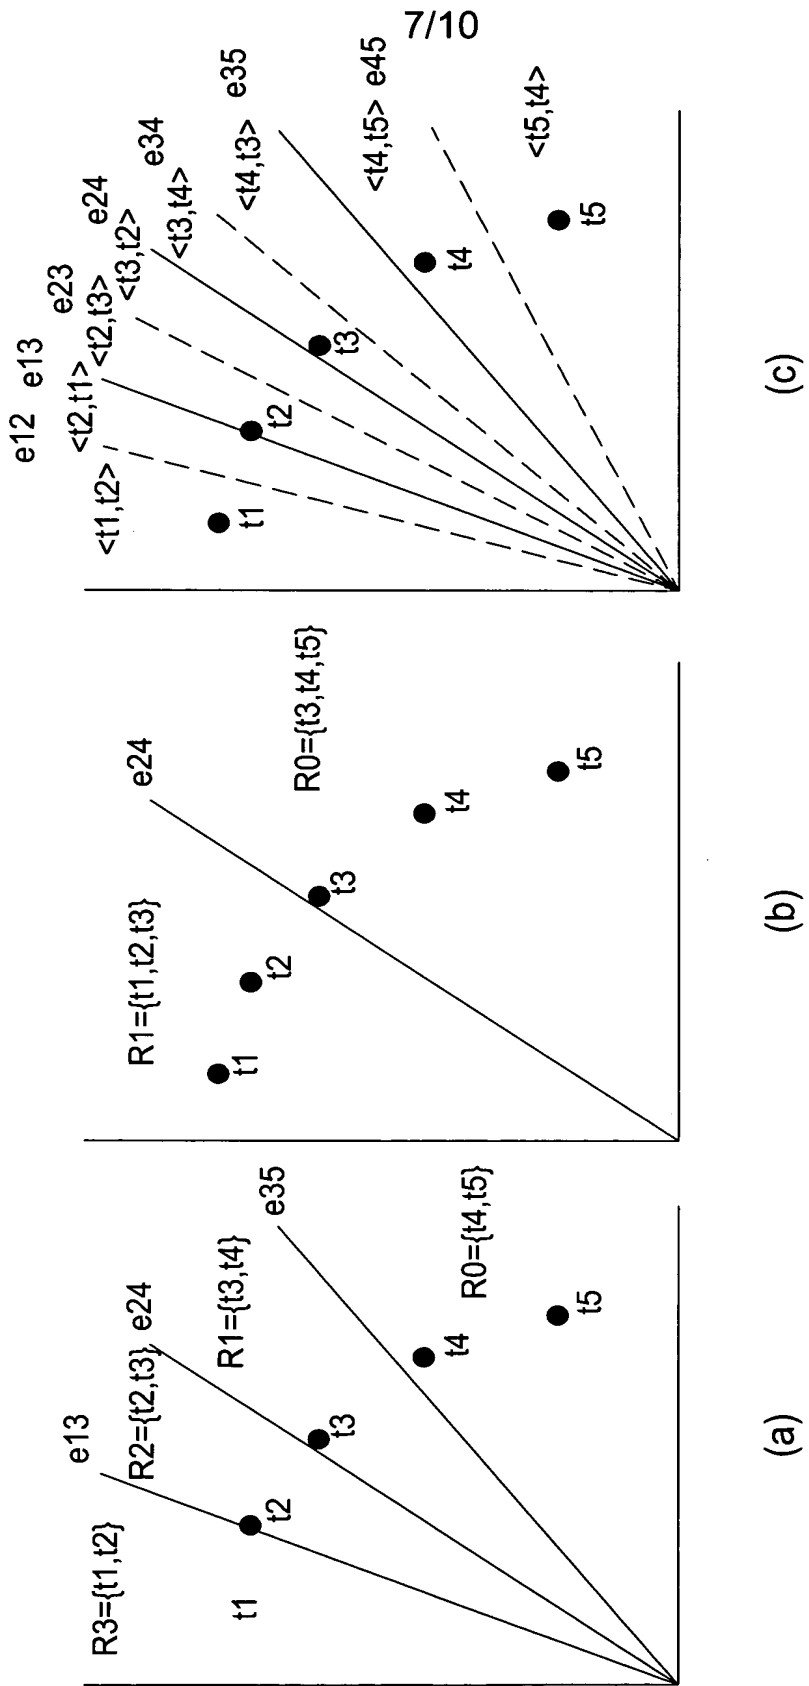 7/10
e13
R3={t1,t2}
R2={t2,t3}
e24
R1={t3,t4}
e35
R0={t4,t5}
t1
t2
t3
t4
t5
(a)
R1={t1,t2,t3}
e24
R0={t3,t4,t5}
t1
t2
t3
t4
t5
(b)
e12
e13
e23
e24
e34
e35
e45
<t1,t2>
<t2,t1>
<t2,t3>
<t3,t2>
<t3,t4>
<t4,t3>
<t4,t5>
<t5,t4>
t1
t2
t3
t4
t5
(c)